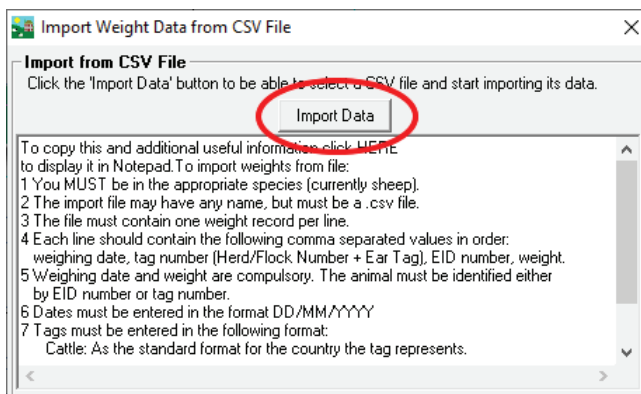 Import Weight Data from CSV File
Import from CSV File
Click the 'Import Data' button to be able to select a CSV file and start importing its data.
Import Data
To copy this and additional useful information click HERE
to display it in Notepad.To import weights from file:
1 You MUST be in the appropriate species (currently sheep).
2 The import file may have any name, but must be a .csv file.
3 The file must contain one weight record per line.
4 Each line should contain the following comma separated values in order:
weighing date, tag number (Herd/Flock Number + Ear Tag), EID number, weight.
5 Weighing date and weight are compulsory. The animal must be identified either
by EID number or tag number.
6 Dates must be entered in the format DD/MM/YYYY
7 Tags must be entered in the following format:
Cattle: As the standard format for the country the tag represents.